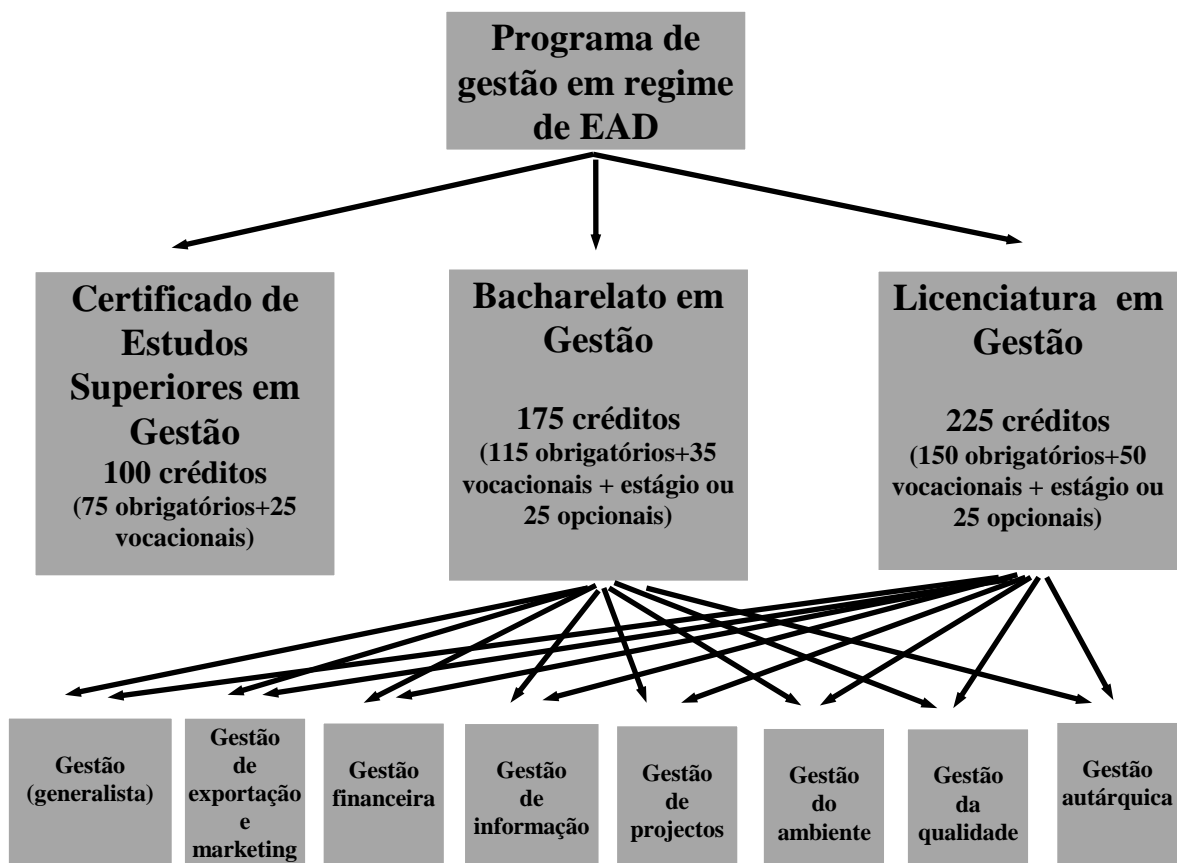 Programa de
gestão em regime
de EAD
Certificado de
Estudos
Superiores em
Gestão
100 créditos
(75 obrigatórios+25
vocacionais)
Bacharelato em
Gestão
175 créditos
(115 obrigatórios+35
vocacionais + estágio ou
25 opcionais)
Licenciatura em
Gestão
225 créditos
(150 obrigatórios+50
vocacionais + estágio ou
25 opcionais)
Gestão
(generalista)
Gestão
de
exportação
e
marketing
Gestão
financeira
Gestão
de
informação
Gestão
de
projectos
Gestão
do
ambiente
Gestão
da
qualidade
Gestão
autárquica